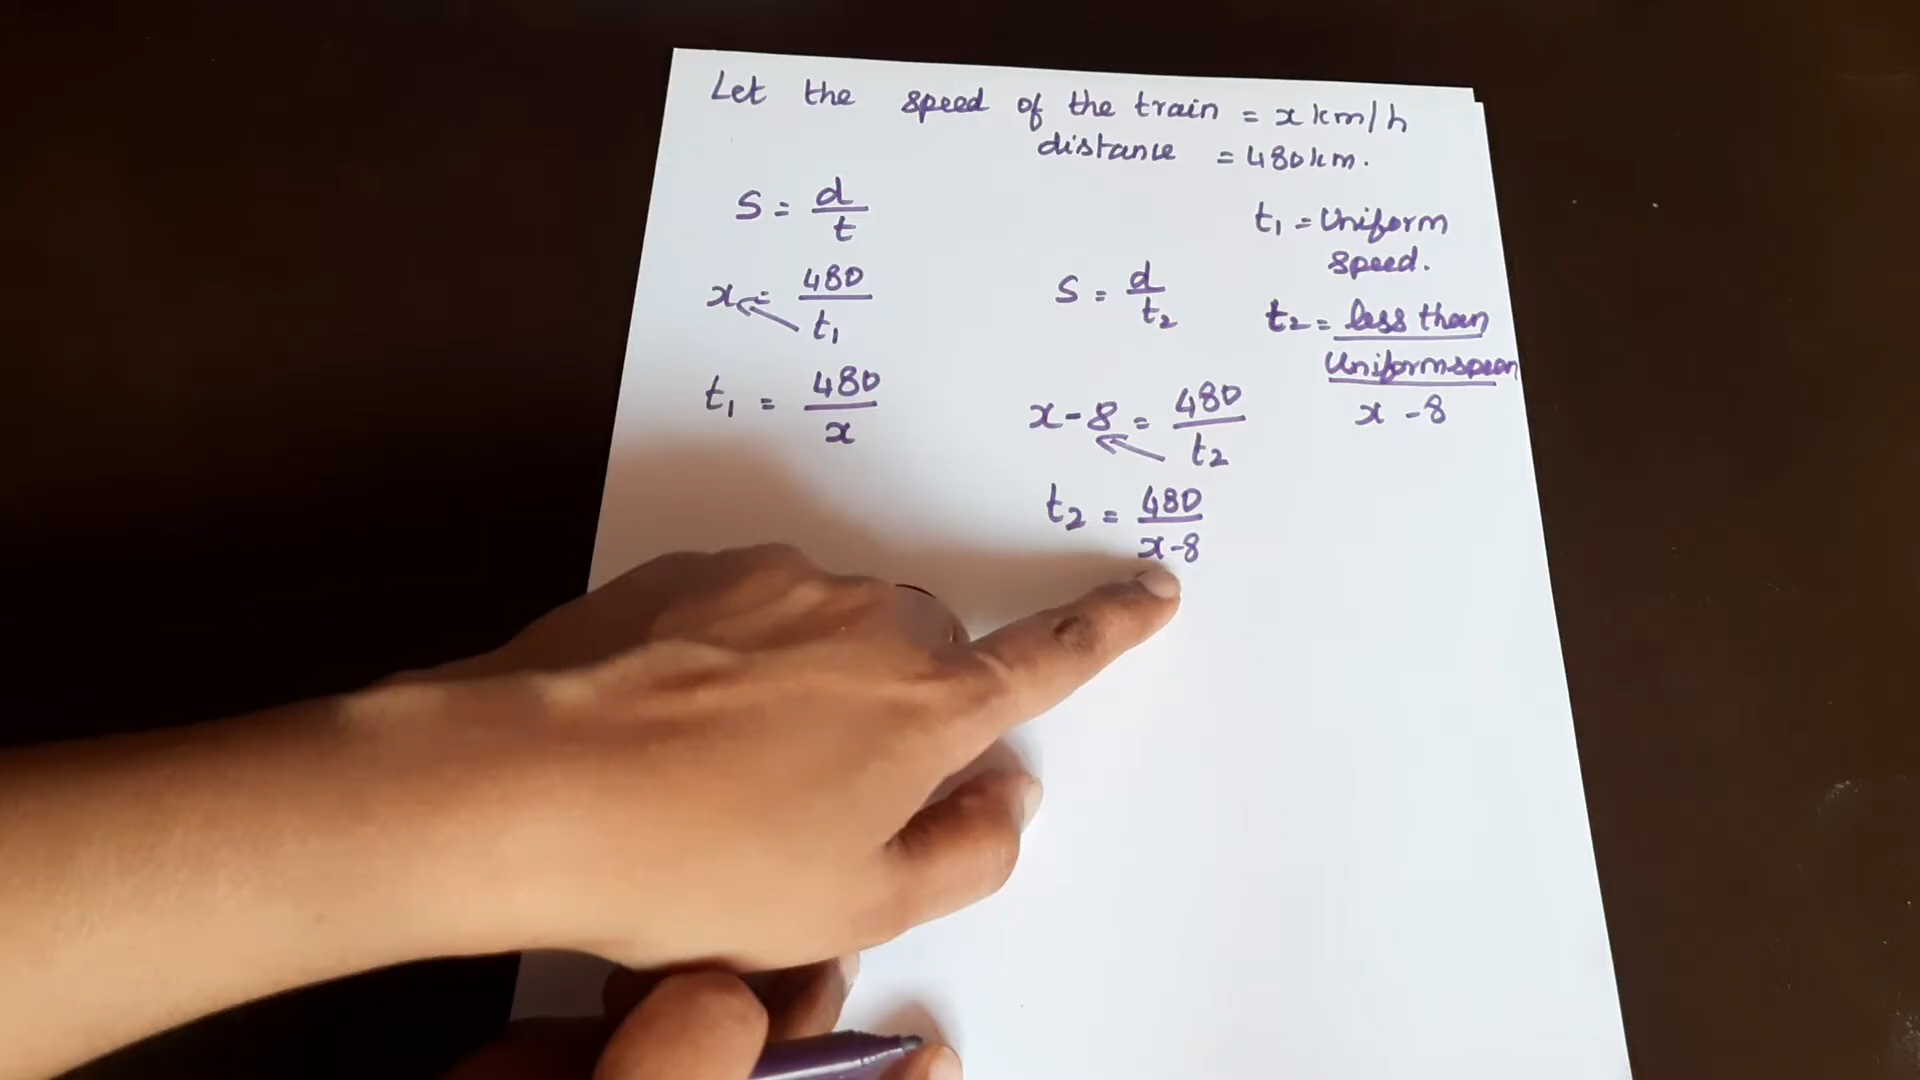 Let the speed of the train = x km/h
distance = 480 km.
S = d/t
x = 480/t₁
t₁ = 480/x
S = d/t₂
x - 8 = 480/t₂
t₂ = 480/x-8
t₁ = Uniform
speed.
t₂ = less than
Uniform
x - 8